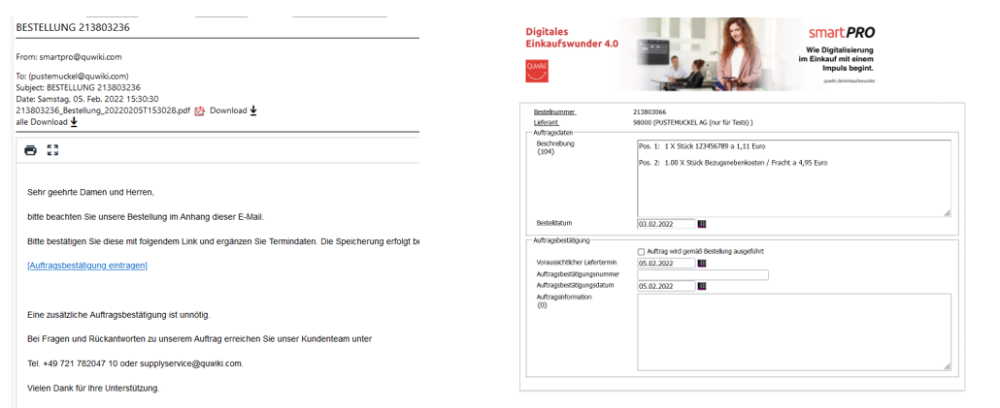 BESTELLUNG 213803236
From: smartpro@quwiki.com
To: (pustemuckel@quwiki.com)
Subject: BESTELLUNG 213803236
Date: Samstag, 05. Feb. 2022 15:30:30
213803236_Bestellung_20220205T153028.pdf Download
alle Download
Sehr geehrte Damen und Herren,
bitte beachten Sie unsere Bestellung im Anhang dieser E-Mail.
Bitte bestätigen Sie diese mit folgendem Link und ergänzen Sie Termindaten. Die Speicherung erfolgt be
[Auftragsbestätigung eintragen]
Eine zusätzliche Auftragsbestätigung ist unnötig.
Bei Fragen und Rückantworten zu unserem Auftrag erreichen Sie unser Kundenteam unter
Tel. +49 721 782047 10 oder supplyservice@quwiki.com.
Vielen Dank für Ihre Unterstützung.
Digitales
Einkaufswunder 4.0
Quwiki
smartPRO
Wie Digitalisierung
im Einkauf mit einem
Impuls begint.
quwiki.de/einkaufswunder
Bestellnummer 213803066
Lieferant 98000 (PUSTEMUCKEL AG (nur für Tests) )
Auftragsdaten
Beschreibung
(104)
Pos. 1: 1 X Stück 123456789 a 1,11 Euro
Pos. 2: 1.00 X Stück Bezugsnebenkosten / Fracht a 4,95 Euro
Bestelldatum 03.02.2022
Auftragsbestätigung
Auftrag wird gemäß Bestellung ausgeführt
Voraussichtlicher Liefertermin 05.02.2022
Auftragsbestätigungsnummer
Auftragsbestätigungsdatum 05.02.2022
Auftragsinformation
(0)